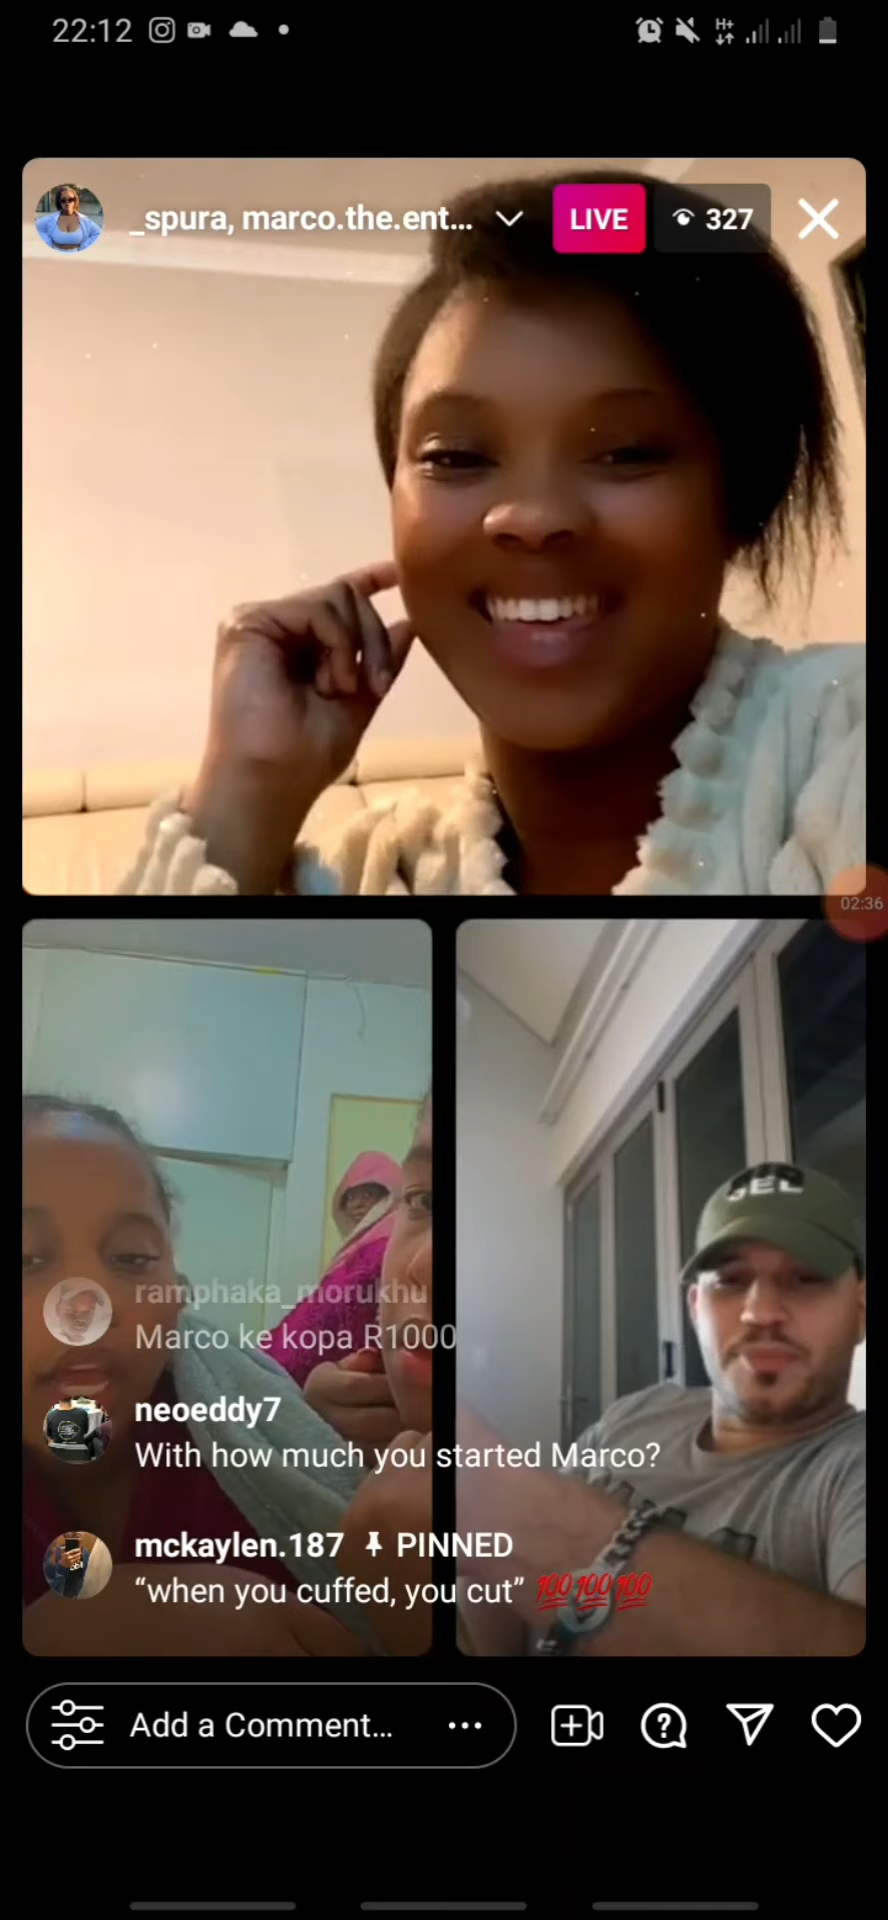 22:12
H+
_spura, marco.the.ent...
LIVE
327
02:36
ramphaka_morukhu
Marco ke kopa R1000
neoeddy7
With how much you started Marco?
mckaylen.187 PINNED
“when you cuffed, you cut” 💯💯💯
Add a Comment...